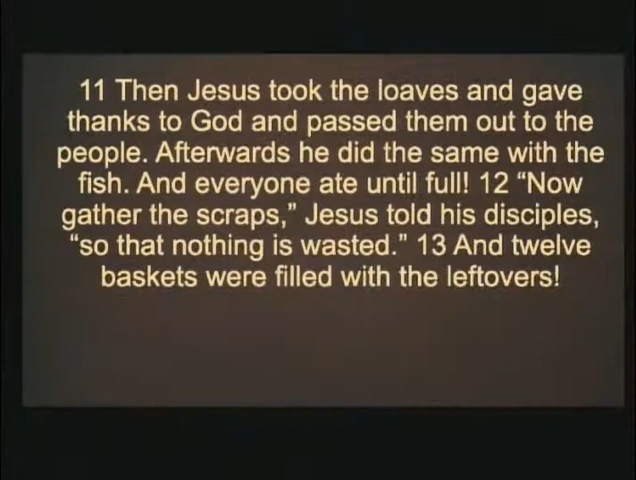 11 Then Jesus took the loaves and gave
thanks to God and passed them out to the
people. Afterwards he did the same with the
fish. And everyone ate until full! 12 “Now
gather the scraps,” Jesus told his disciples,
“so that nothing is wasted.” 13 And twelve
baskets were filled with the leftovers!